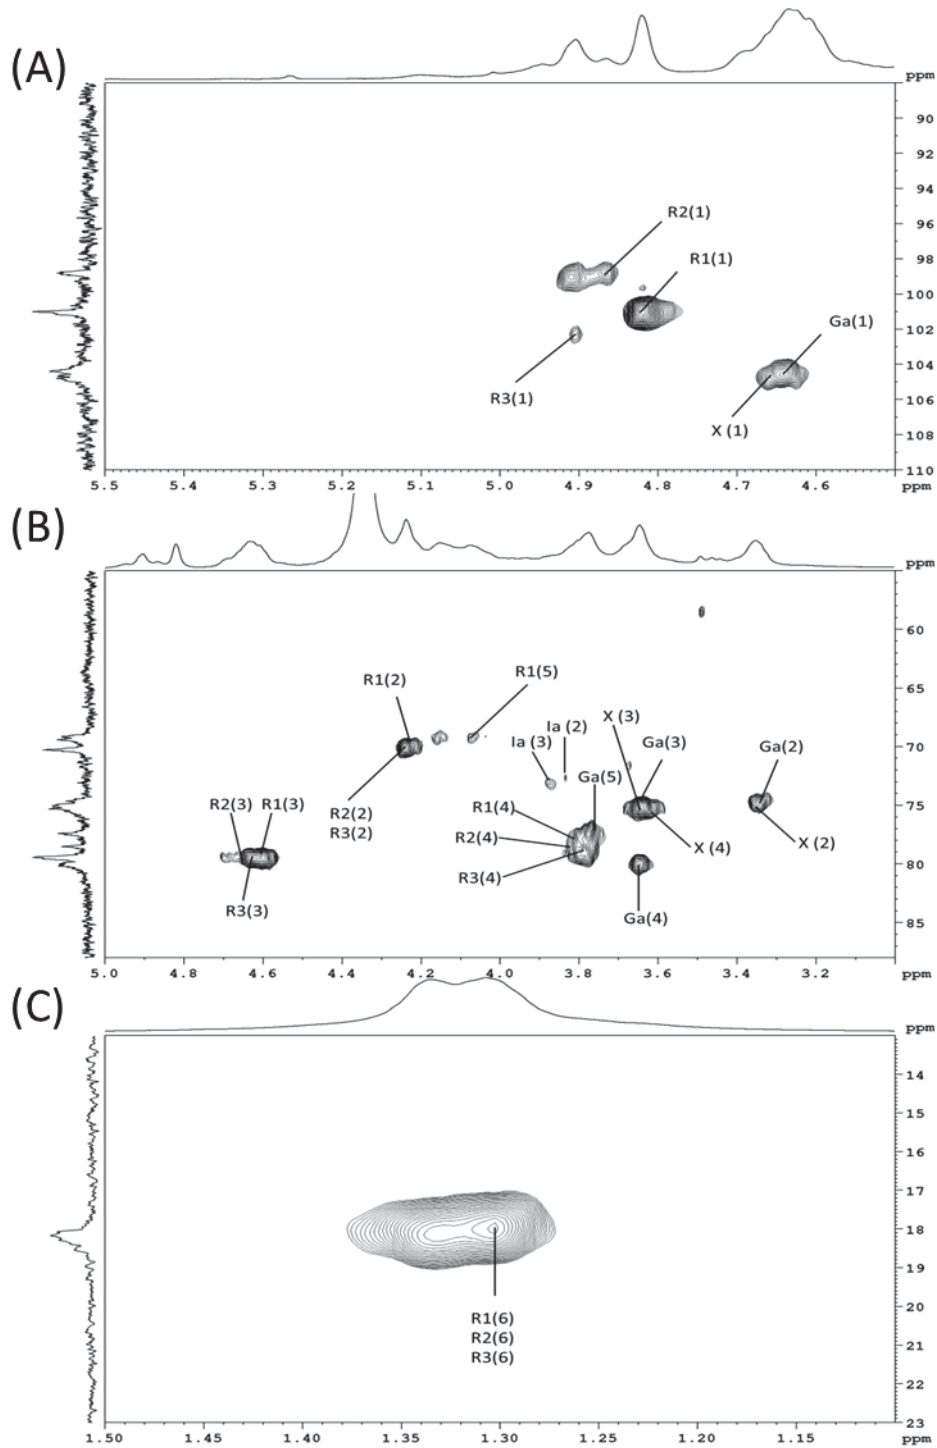 (A)
ppm
90
92
94
96
98
100
102
104
106
108
110
R2(1)
R1(1)
Ga(1)
R3(1)
X (1)
5.5 5.4 5.3 5.2 5.1 5.0 4.9 4.8 4.7 4.6 ppm
(B)
ppm
60
65
70
75
80
85
R1(2)
R1(5)
X (3)
Ia (2)
Ia (3)
Ga(3)
Ga(2)
Ga(5)
R2(3) R1(3)
R2(2)
R3(2)
R1(4)
R2(4)
R3(4)
X (4)
X (2)
R3(3)
Ga(4)
5.0 4.8 4.6 4.4 4.2 4.0 3.8 3.6 3.4 3.2 ppm
(C)
ppm
14
15
16
17
18
19
20
21
22
23
R1(6)
R2(6)
R3(6)
1.50 1.45 1.40 1.35 1.30 1.25 1.20 1.15 ppm